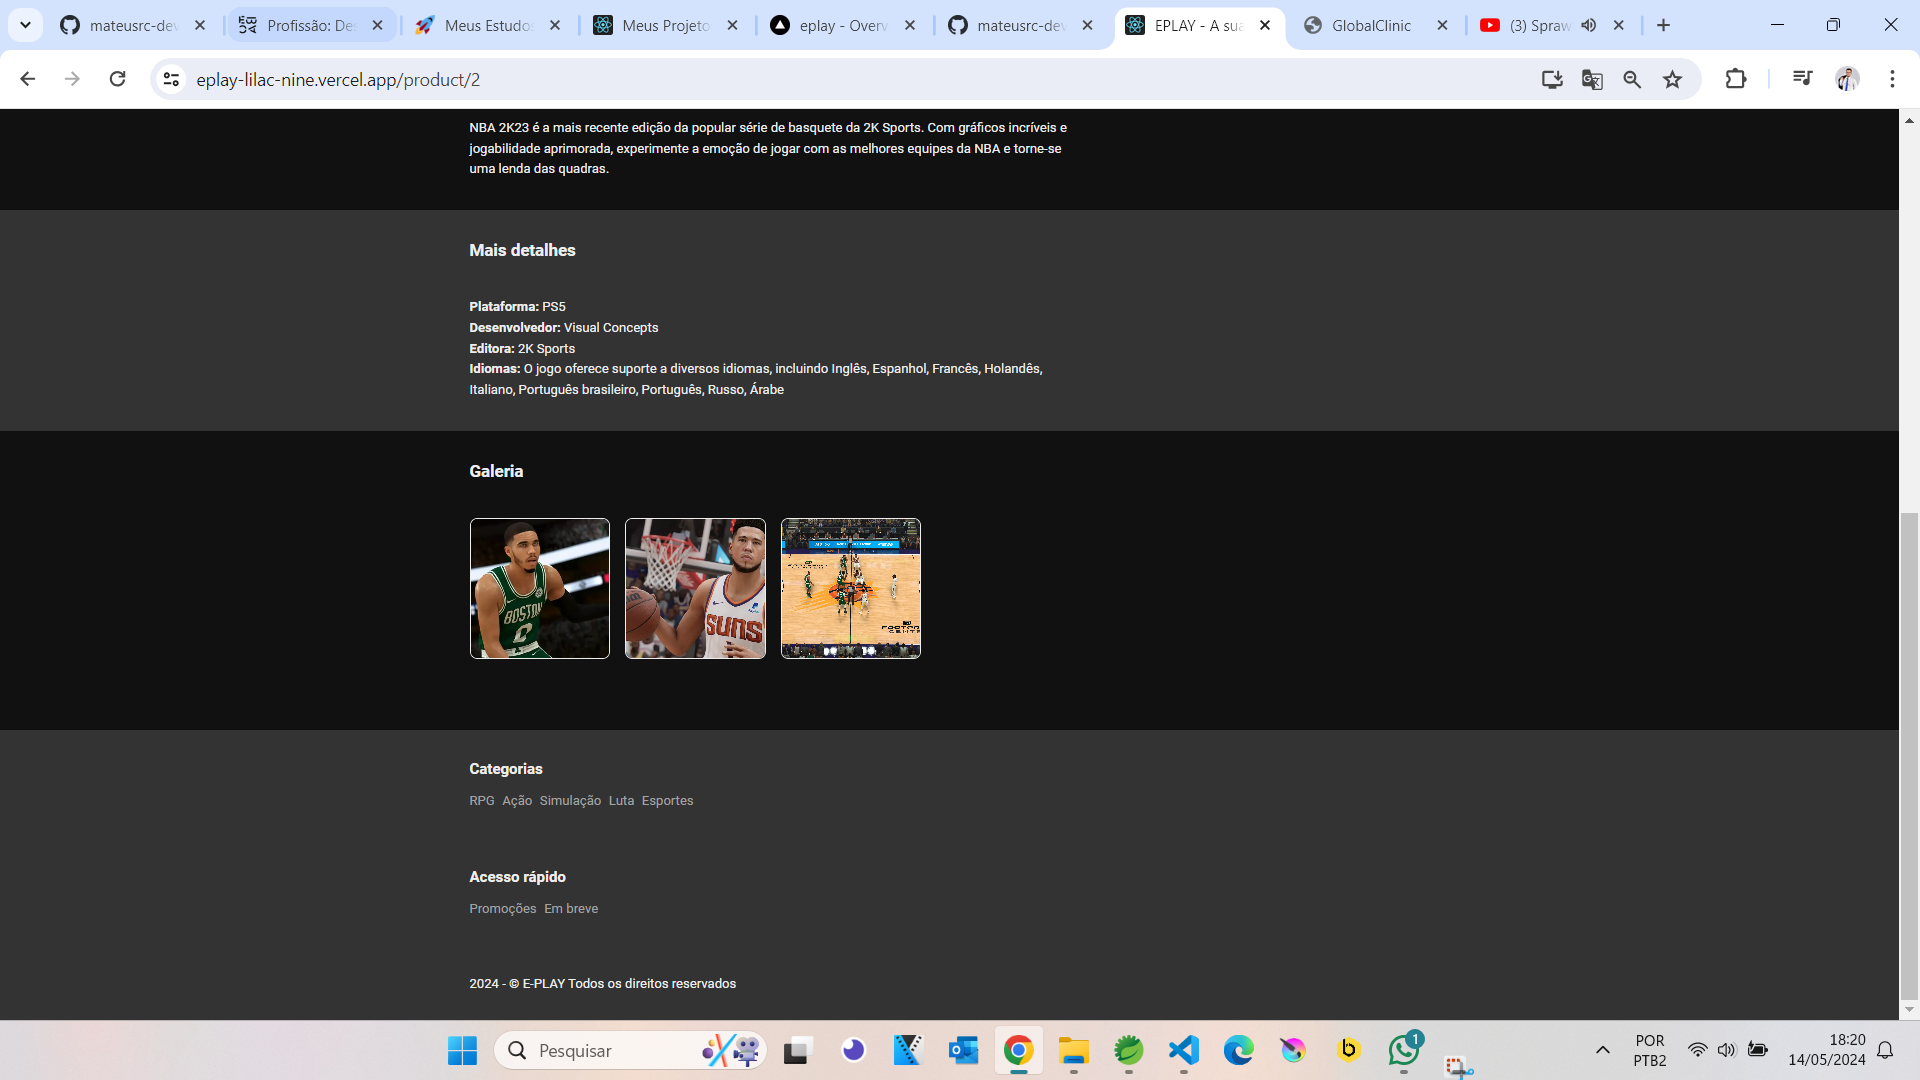 mateusrc-dev
Profissão: Des
Meus Estudos
Meus Projeto
eplay - Overv
mateusrc-dev
EPLAY - A sua
GlobalClinic
(3) Spraw
eplay-lilac-nine.vercel.app/product/2
NBA 2K23 é a mais recente edição da popular série de basquete da 2K Sports. Com gráficos incríveis e
jogabilidade aprimorada, experimente a emoção de jogar com as melhores equipes da NBA e torne-se
uma lenda das quadras.
Mais detalhes
Plataforma: PS5
Desenvolvedor: Visual Concepts
Editora: 2K Sports
Idiomas: O jogo oferece suporte a diversos idiomas, incluindo Inglês, Espanhol, Francês, Holandês,
Italiano, Português brasileiro, Português, Russo, Árabe
Galeria
BOSTON
0
SUNS
Categorias
RPG Ação Simulação Luta Esportes
Acesso rápido
Promoções Em breve
2024 - © E-PLAY Todos os direitos reservados
Pesquisar
1
POR
PTB2
18:20
14/05/2024